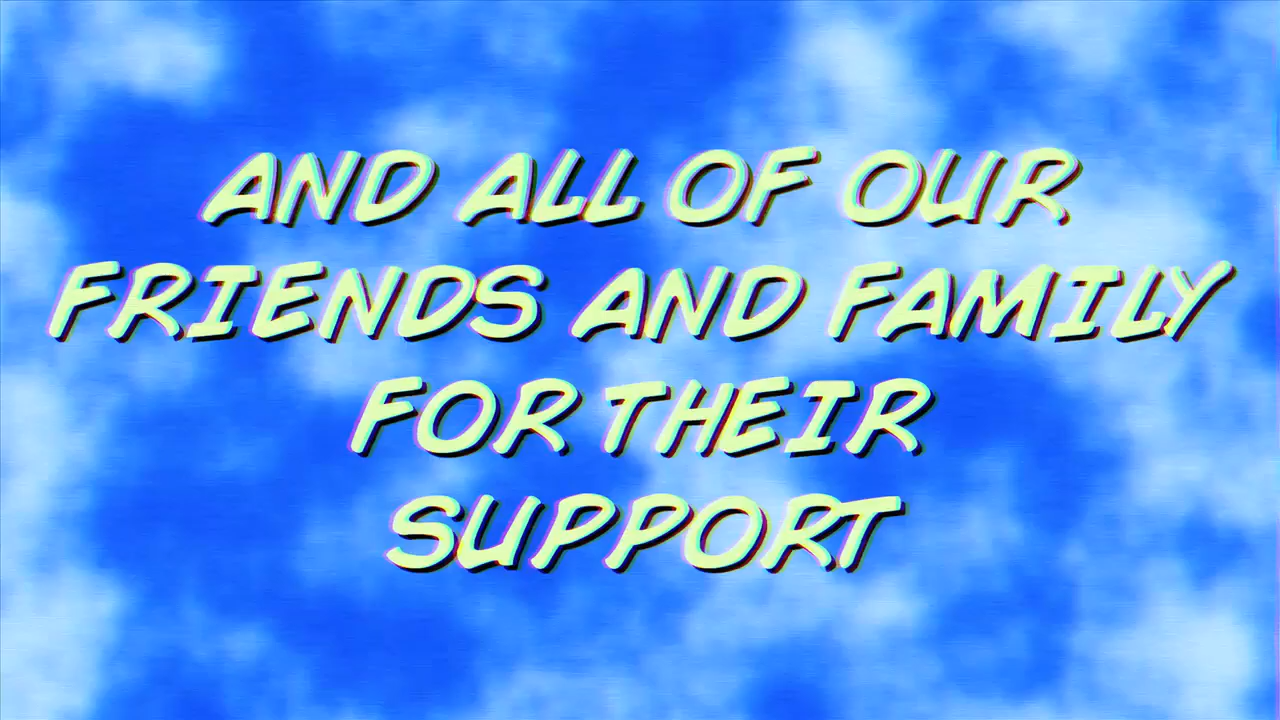 AND ALL OF OUR
FRIENDS AND FAMILY
FOR THEIR
SUPPORT